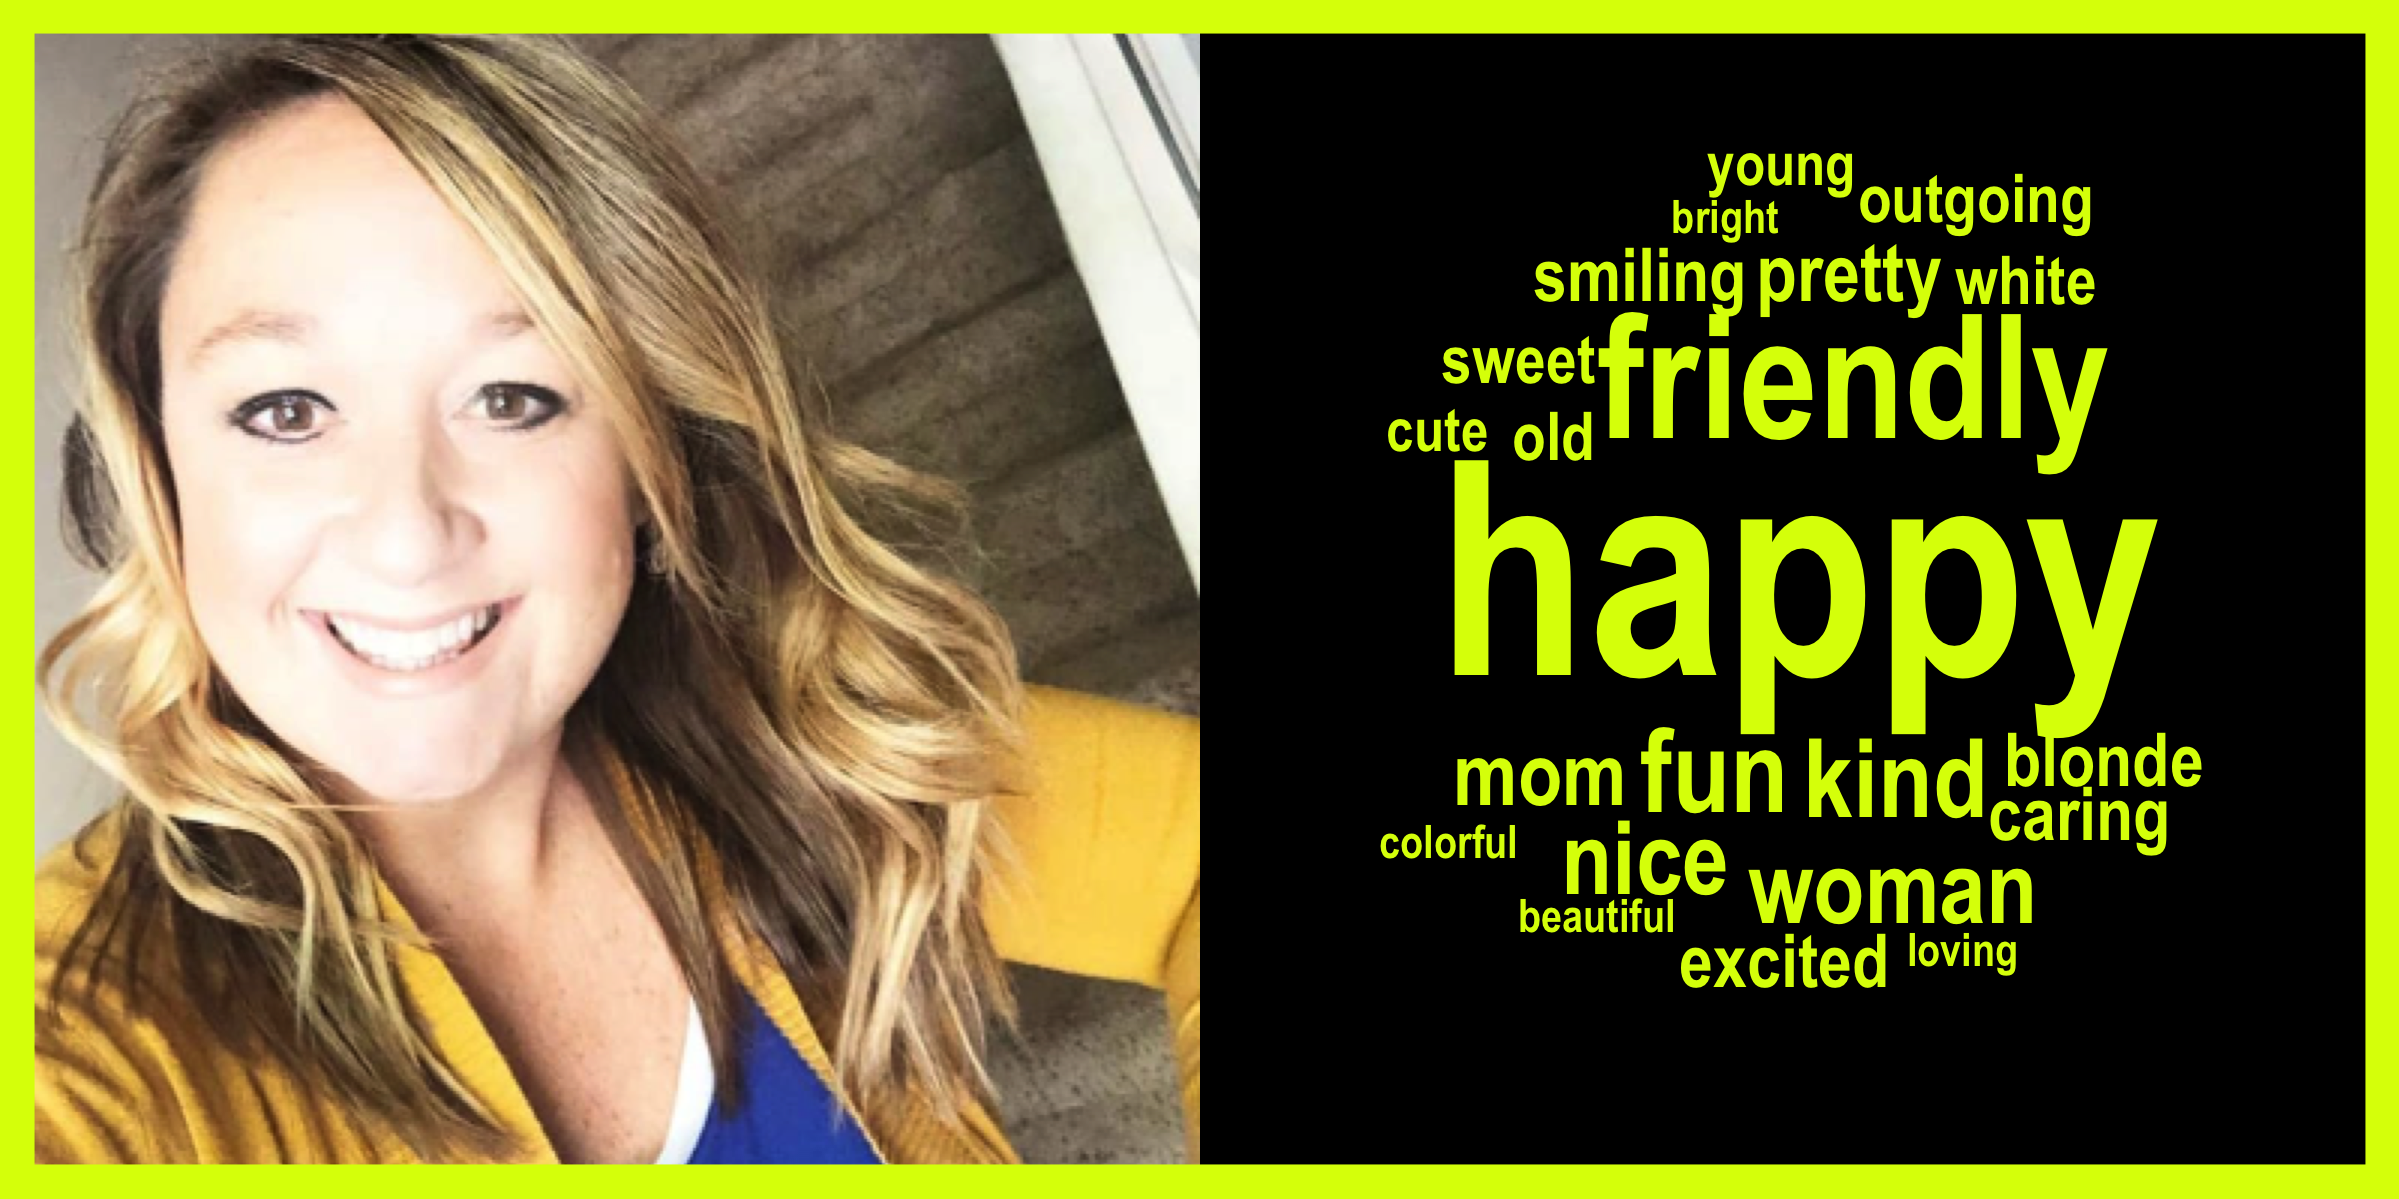 young
outgoing
bright
smiling pretty white
sweet friendly
cute old
happy
mom fun kind blonde
caring
colorful nice
woman
beautiful
excited loving